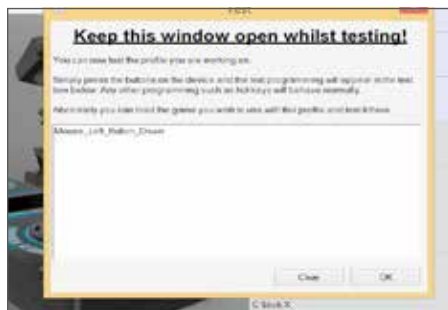 Test
Keep this window open whilst testing!
You can now test the profile you are working on.
Simply press the buttons on the device and the text programming will appear in the text
box below. Any other programming such as hotkeys will behave normally.
Alternatively you can load the game you wish to use with this profile and test it there.
Mouse_Left_Button_Down
Clear
OK
C Stick X